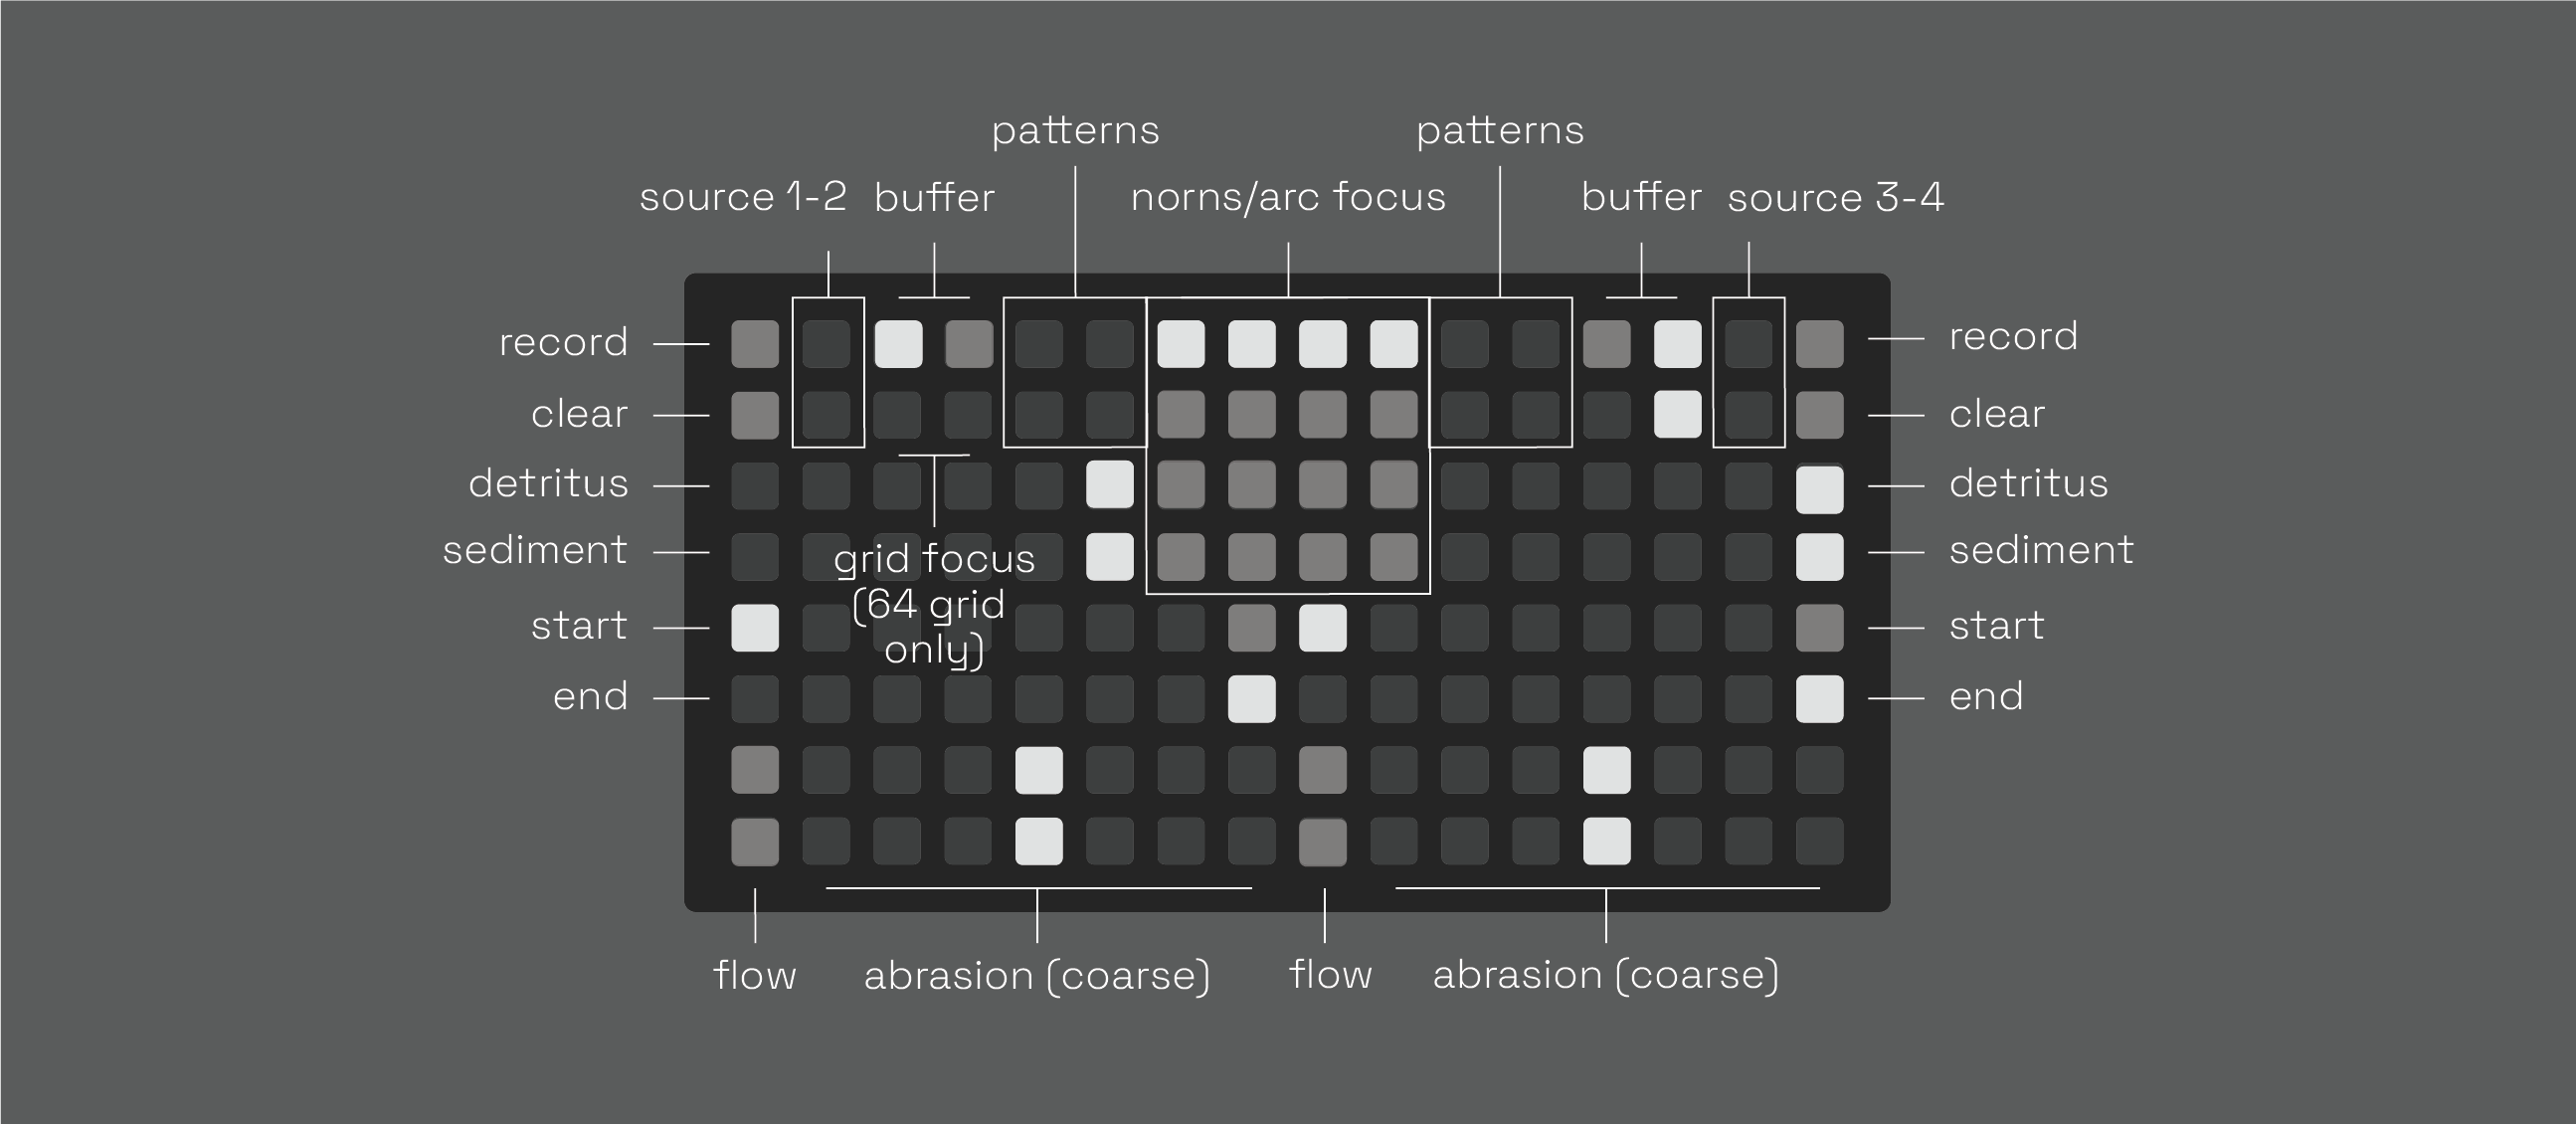 patterns
patterns
source 1-2
buffer
norns/arc focus
buffer
source 3-4
record
record
clear
clear
detritus
detritus
sediment
sediment
grid focus
(64 grid
only)
start
start
end
end
flow
abrasion (coarse)
flow
abrasion (coarse)